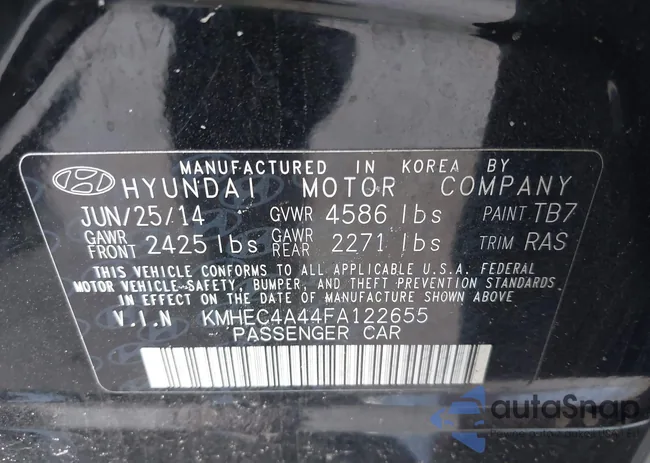 MANUFACTURED IN KOREA BY
HYUNDAI MOTOR COMPANY
JUN/25/14 GVWR 4586 lbs PAINT TB7
GAWR FRONT 2425 lbs GAWR REAR 2271 lbs TRIM RAS
THIS VEHICLE CONFORMS TO ALL APPLICABLE U.S.A. FEDERAL
MOTOR VEHICLE SAFETY, BUMPER, AND THEFT PREVENTION STANDARDS
IN EFFECT ON THE DATE OF MANUFACTURE SHOWN ABOVE
V.I.N KMHEC4A44FA122655
PASSENGER CAR
autaSnap